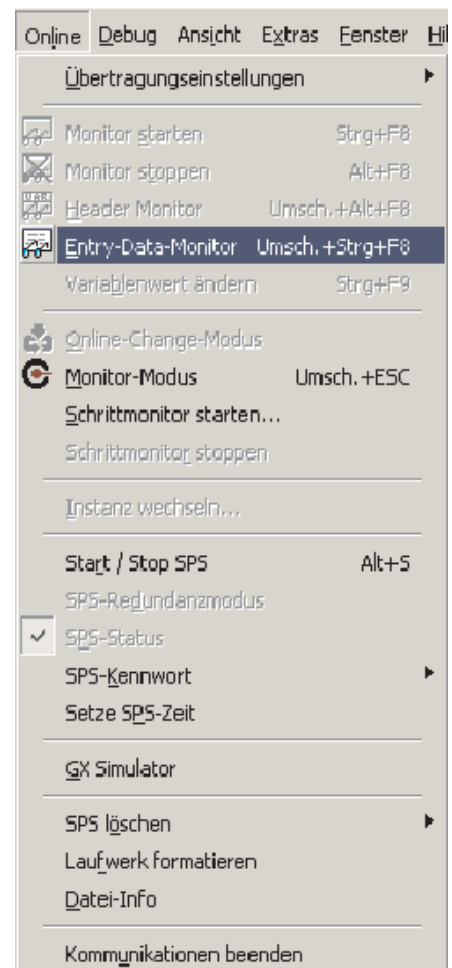 Online Debug Ansicht Extras Fenster Hil
Übertragungseinstellungen
Monitor starten Strg+F8
Monitor stoppen Alt+F8
Header Monitor Umsch.+Alt+F8
Entry-Data-Monitor Umsch.+Strg+F8
Variablenwert ändern Strg+F9
Online-Change-Modus
Monitor-Modus Umsch.+ESC
Schrittmonitor starten...
Schrittmonitor stoppen
Instanz wechseln...
Start / Stop SPS Alt+S
SPS-Redundanzmodus
SPS-Status
SPS-Kennwort
Setze SPS-Zeit
GX Simulator
SPS löschen
Laufwerk formatieren
Datei-Info
Kommunikationen beenden